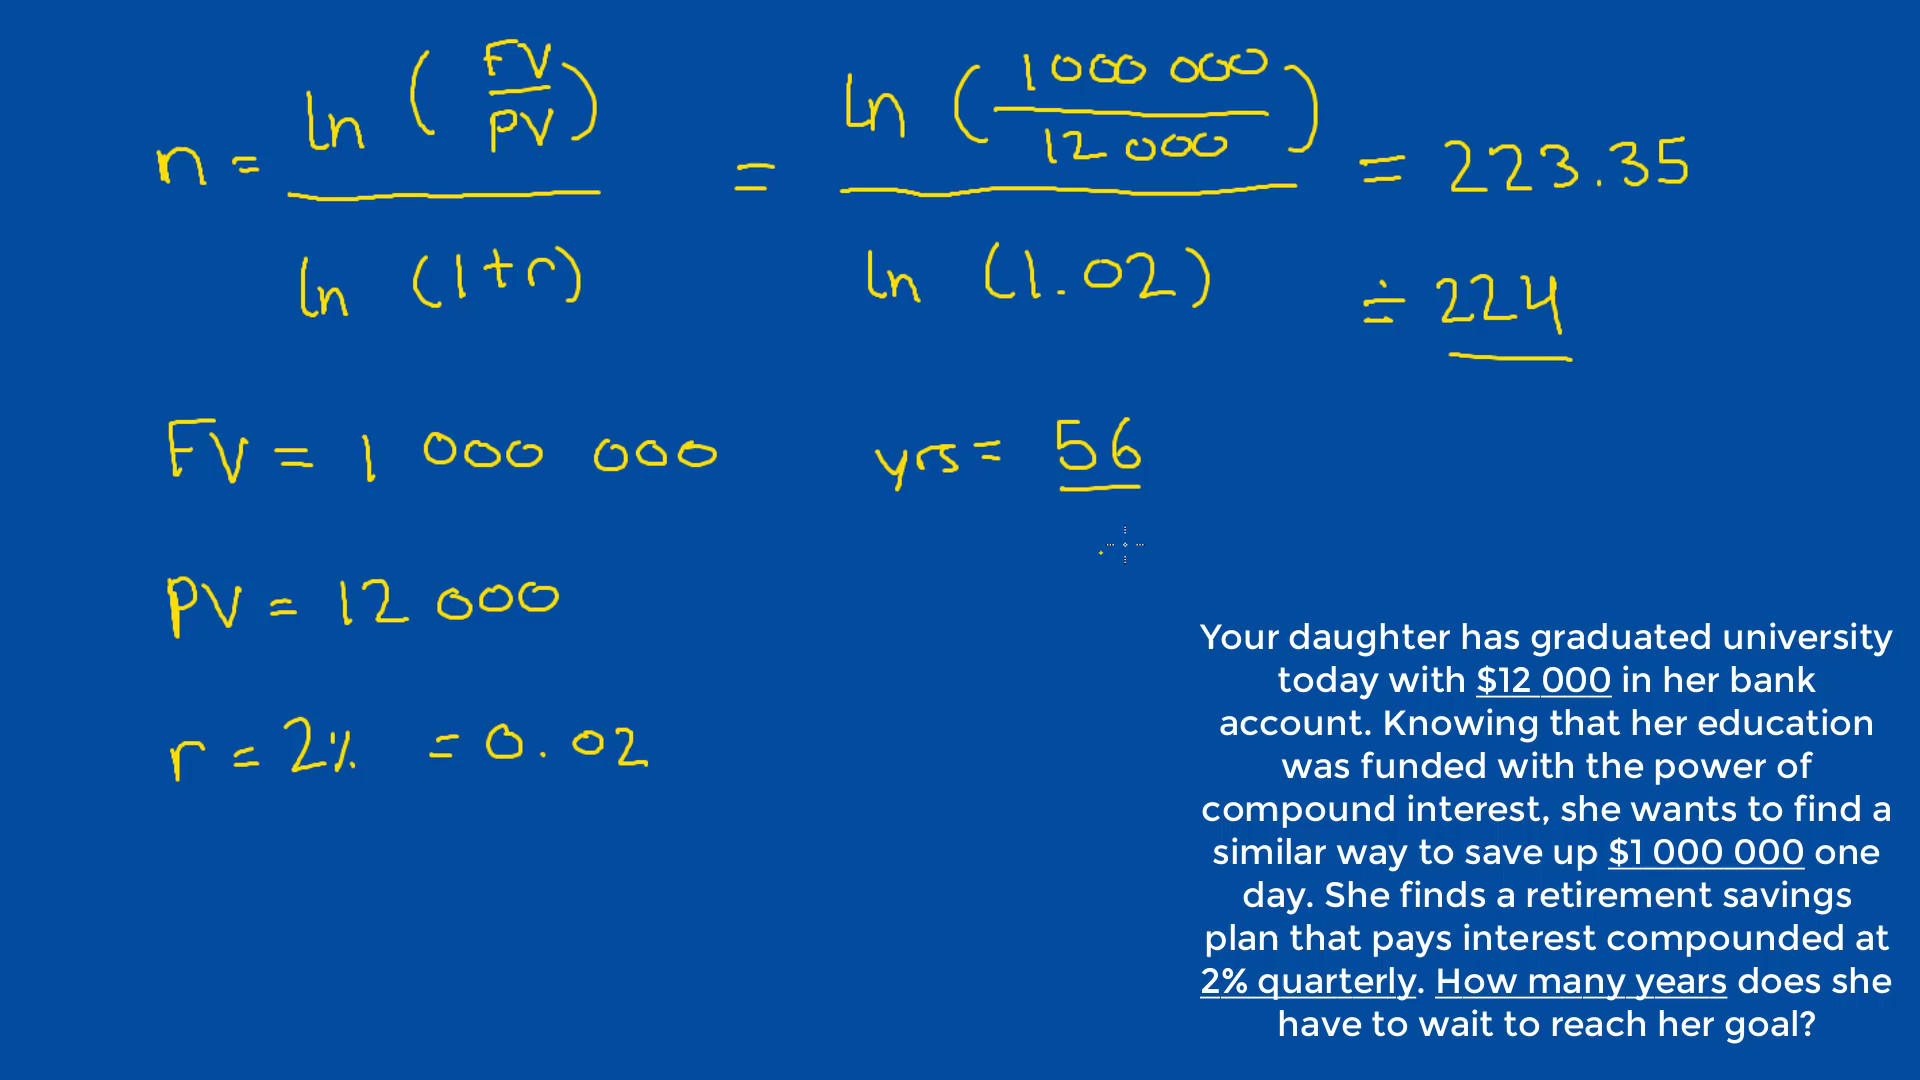 n = ln (FV/PV) / ln (1+r) = ln (1 000 000/12 000) / ln (1.02) = 223.35
≑ 224
FV = 1 000 000
yrs = 56
PV = 12 000
r = 2% = 0.02
Your daughter has graduated university
today with $12 000 in her bank
account. Knowing that her education
was funded with the power of
compound interest, she wants to find a
similar way to save up $1 000 000 one
day. She finds a retirement savings
plan that pays interest compounded at
2% quarterly. How many years does she
have to wait to reach her goal?